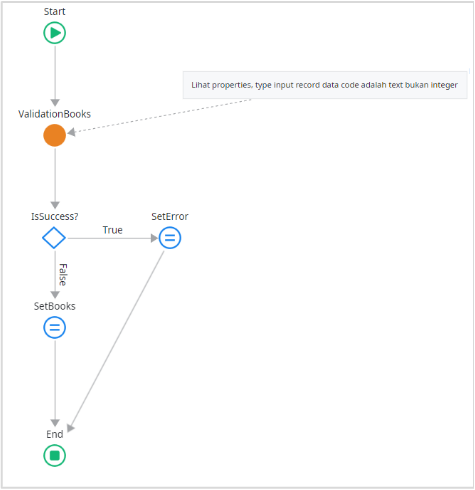 Start
Lihat properties, type input record data code adalah text bukan integer
ValidationBooks
IsSuccess?
SetError
True
False
SetBooks
End